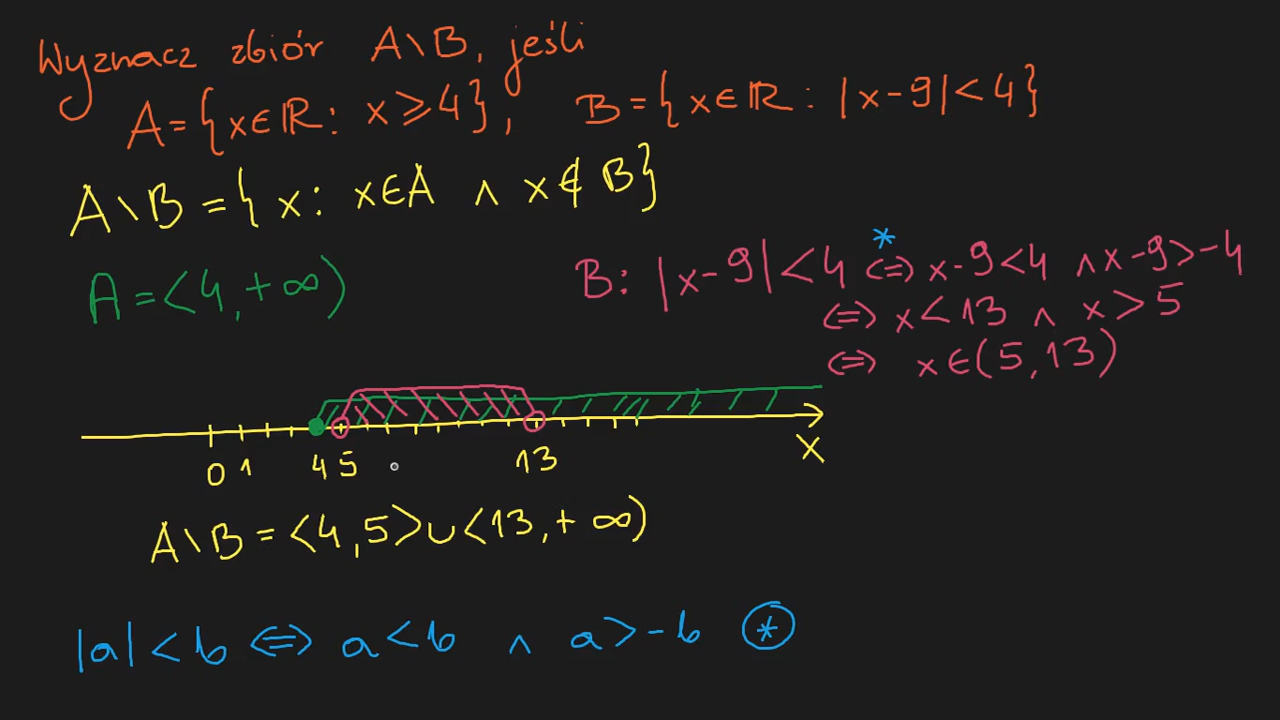 Wyznacz zbiór A\B, jeśli
A={x∈ℝ: x⩾4}, B={x∈ℝ: |x-9|<4}
A\B={x: x∈A ∧ x∉B}
A=<4,+∞)
B: |x-9|<4 ⇔* x-9<4 ∧ x-9>-4
⇔ x<13 ∧ x>5
⇔ x∈(5,13)
0 1 4 5 13 X
A\B=<4,5>∪<13,+∞)
|a|<b ⇔ a<b ∧ a>-b (*)